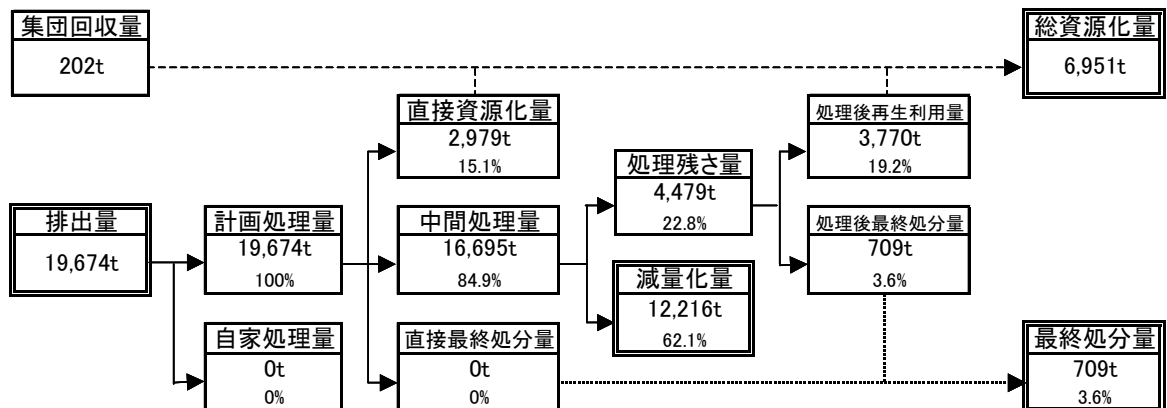 集団回収量
202t
総資源化量
6,951t
直接資源化量
2,979t
15.1%
処理後再生利用量
3,770t
19.2%
処理残さ量
4,479t
22.8%
排出量
19,674t
計画処理量
19,674t
100%
中間処理量
16,695t
84.9%
処理後最終処分量
709t
3.6%
減量化量
12,216t
62.1%
自家処理量
0t
0%
直接最終処分量
0t
0%
最終処分量
709t
3.6%